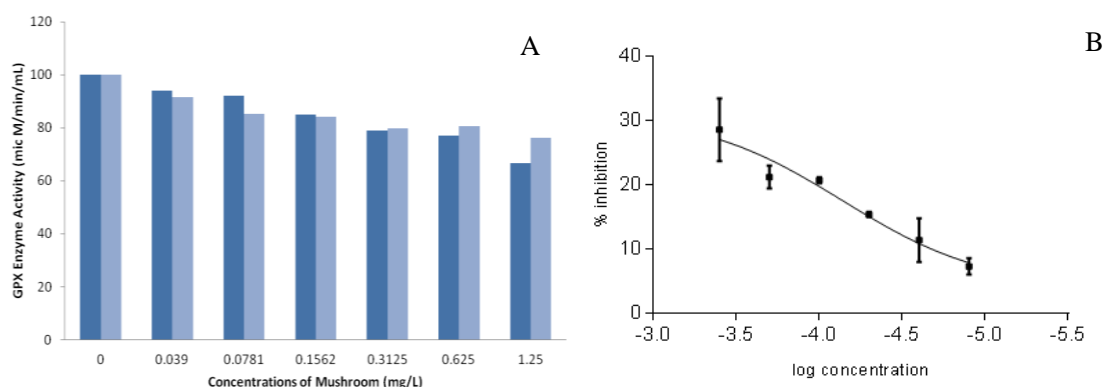 A
120
100
80
60
40
20
0
GPX Enzyme Activity (mic M/min/mL)
0 0.039 0.0781 0.1562 0.3125 0.625 1.25
Concentrations of Mushroom (mg/L)
B
40
30
20
10
0
% inhibition
-3.0 -3.5 -4.0 -4.5 -5.0 -5.5
log concentration